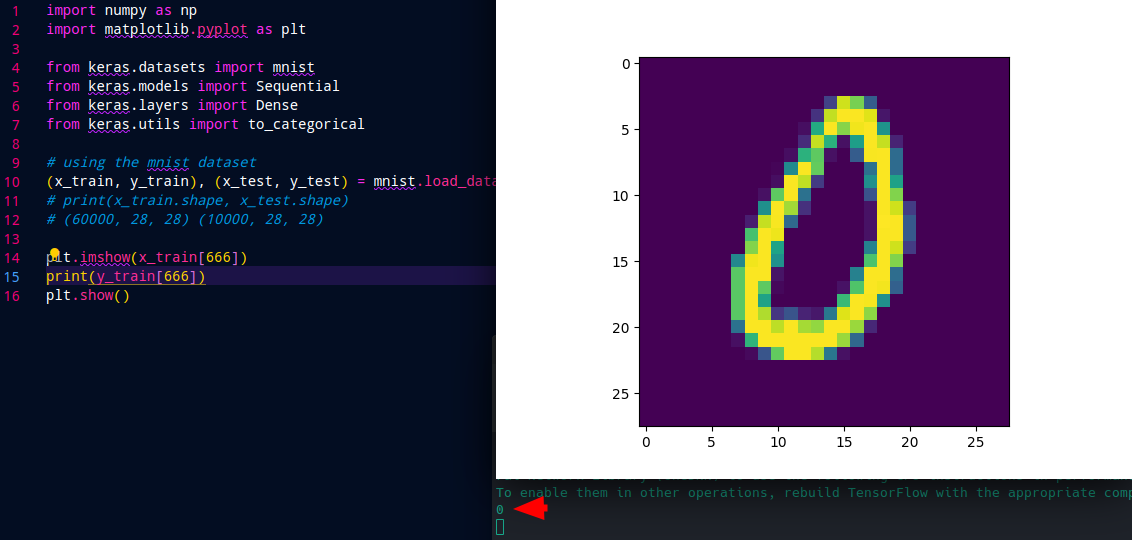 1 import numpy as np
2 import matplotlib.pyplot as plt
3
4 from keras.datasets import mnist
5 from keras.models import Sequential
6 from keras.layers import Dense
7 from keras.utils import to_categorical
8
9 # using the mnist dataset
10 (x_train, y_train), (x_test, y_test) = mnist.load_data
11 # print(x_train.shape, x_test.shape)
12 # (60000, 28, 28) (10000, 28, 28)
13
14 plt.imshow(x_train[666])
15 print(y_train[666])
16 plt.show()
0
5
10
15
20
25
0 5 10 15 20 25
To enable them in other operations, rebuild TensorFlow with the appropriate comp
0